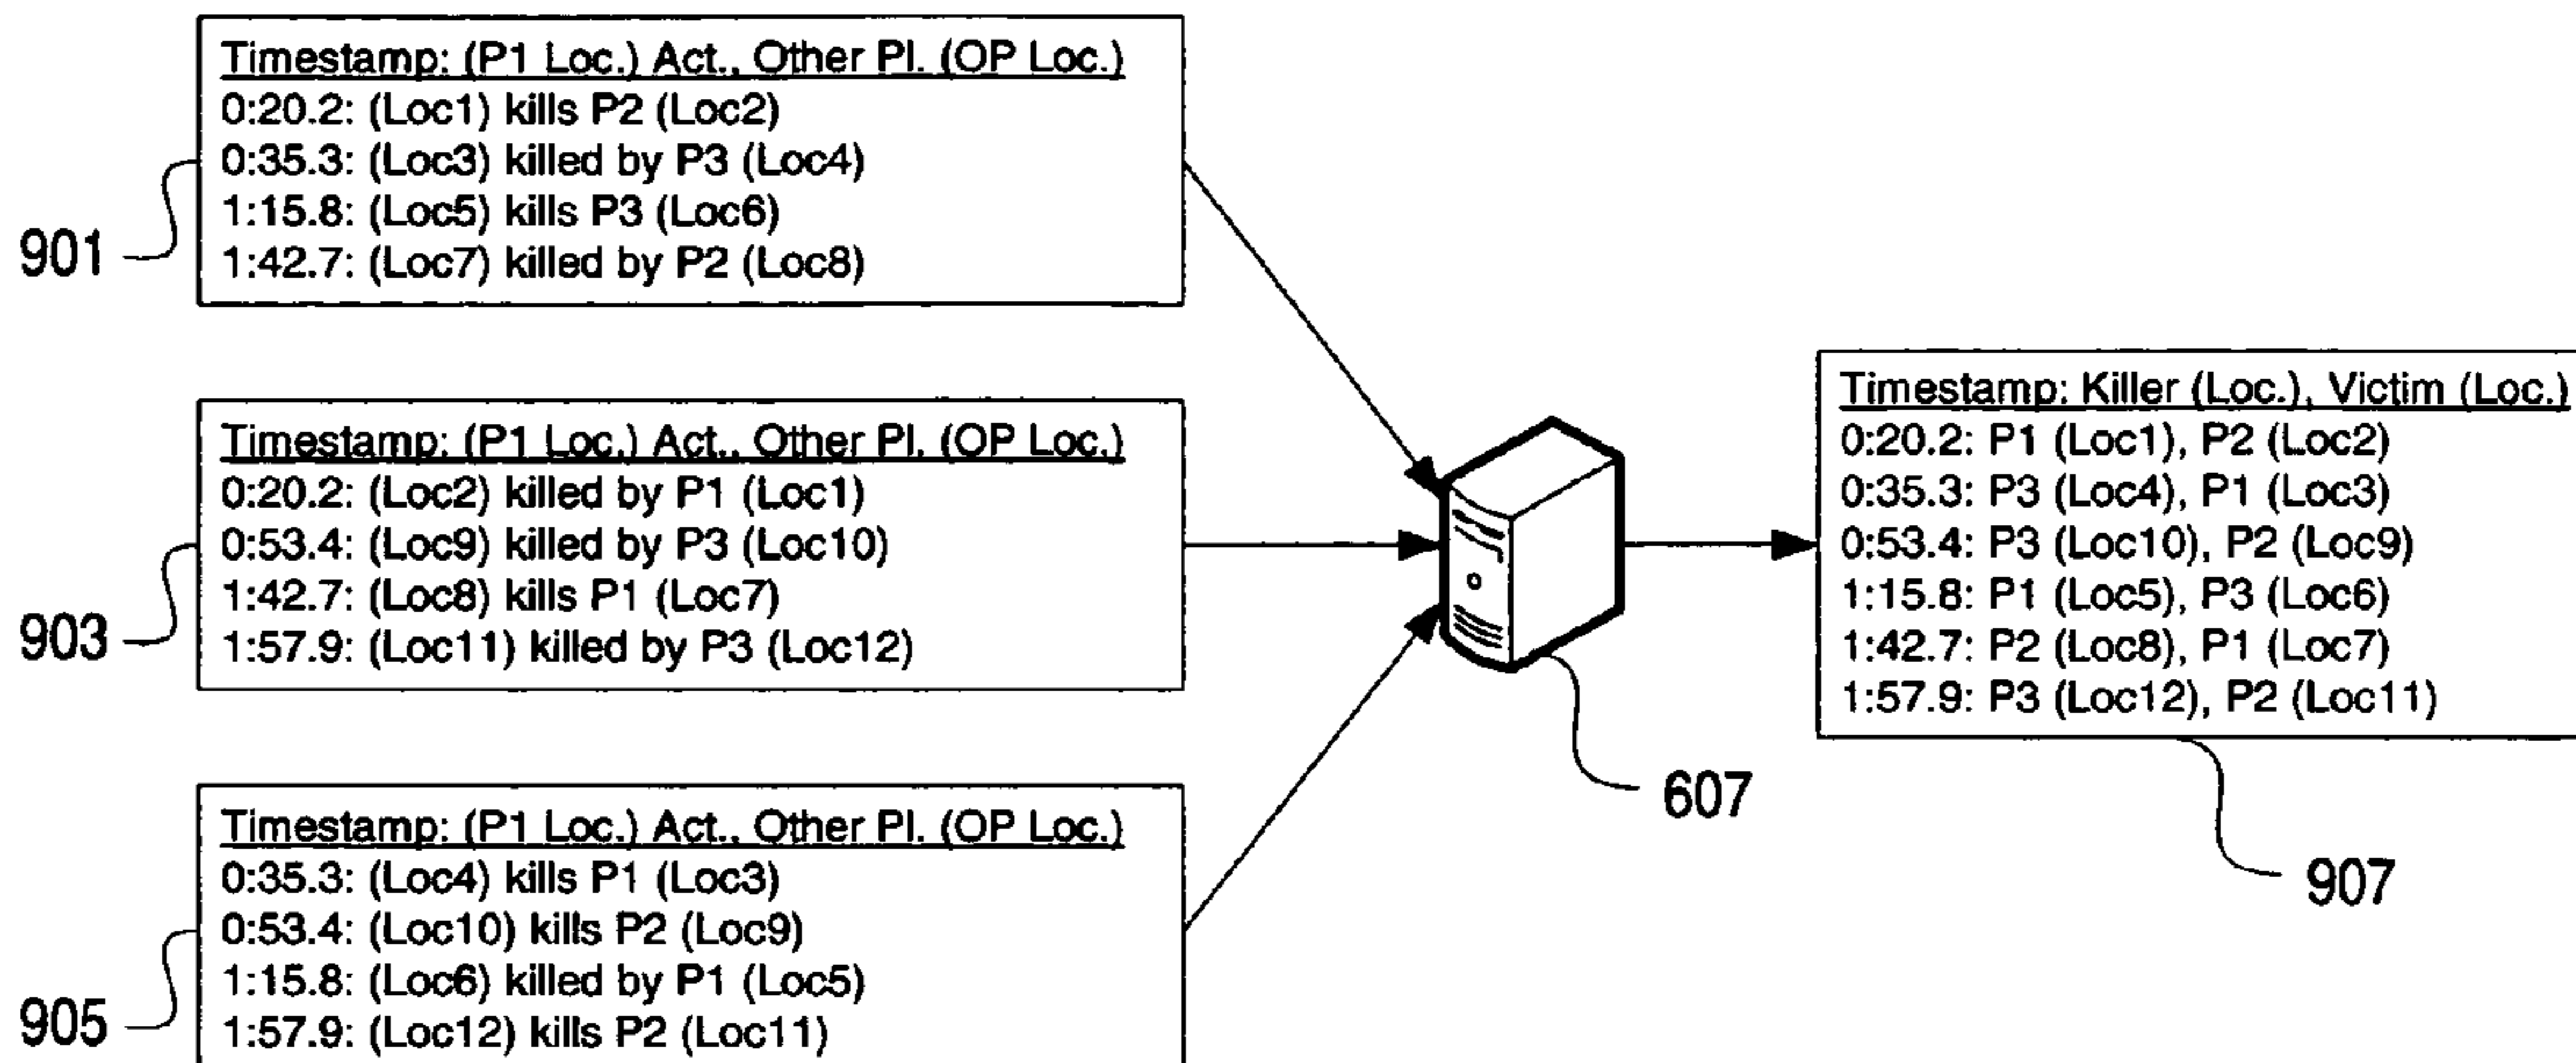 Timestamp: (P1 Loc.) Act., Other Pl. (OP Loc.)
0:20.2: (Loc1) kills P2 (Loc2)
0:35.3: (Loc3) killed by P3 (Loc4)
1:15.8: (Loc5) kills P3 (Loc6)
1:42.7: (Loc7) killed by P2 (Loc8)
901
Timestamp: (P1 Loc.) Act., Other Pl. (OP Loc.)
0:20.2: (Loc2) killed by P1 (Loc1)
0:53.4: (Loc9) killed by P3 (Loc10)
1:42.7: (Loc8) kills P1 (Loc7)
1:57.9: (Loc11) killed by P3 (Loc12)
903
Timestamp: (P1 Loc.) Act., Other Pl. (OP Loc.)
0:35.3: (Loc4) kills P1 (Loc3)
0:53.4: (Loc10) kills P2 (Loc9)
1:15.8: (Loc6) killed by P1 (Loc5)
1:57.9: (Loc12) kills P2 (Loc11)
905
607
Timestamp: Killer (Loc.), Victim (Loc.)
0:20.2: P1 (Loc1), P2 (Loc2)
0:35.3: P3 (Loc4), P1 (Loc3)
0:53.4: P3 (Loc10), P2 (Loc9)
1:15.8: P1 (Loc5), P3 (Loc6)
1:42.7: P2 (Loc8), P1 (Loc7)
1:57.9: P3 (Loc12), P2 (Loc11)
907